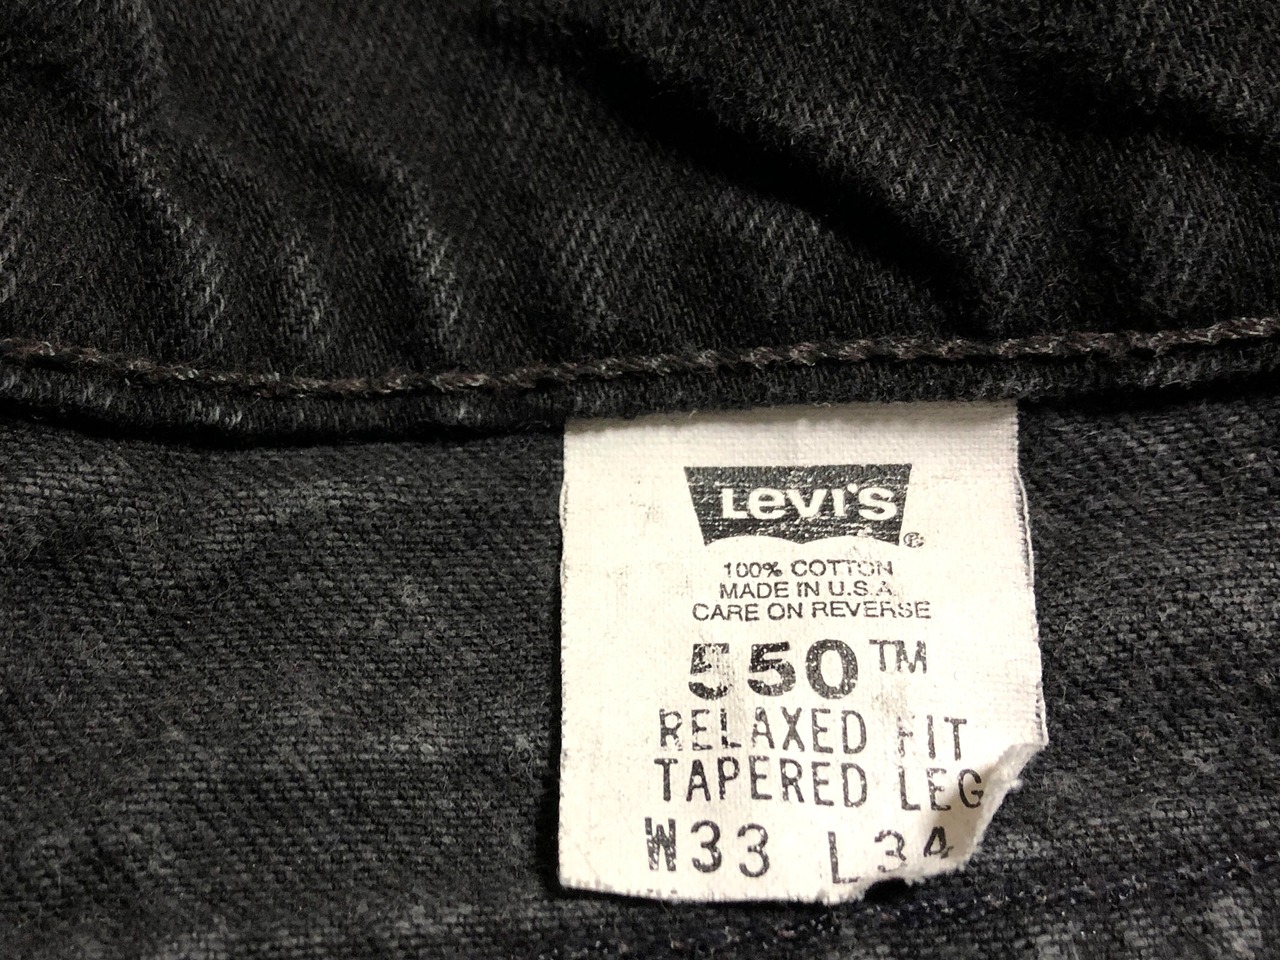 LEVI'S ®
100% COTTON
MADE IN U.S.A.
CARE ON REVERSE
550™
RELAXED FIT
TAPERED LEG
W33 L34